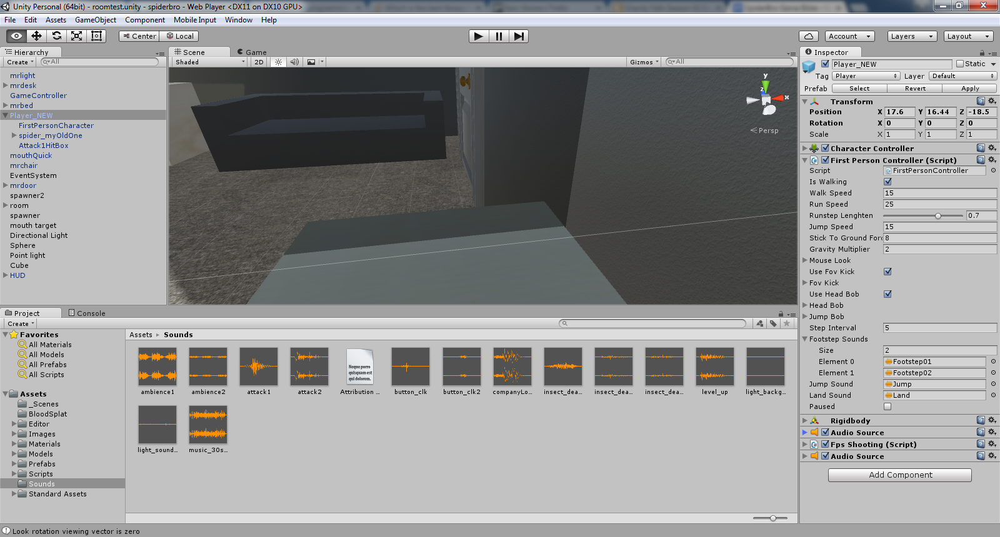 Unity Personal (64bit) - roomtest.unity - spiderbro - Web Player <DX11 on DX10 GPU>
File Edit Assets GameObject Component Mobile Input Window Help
Center Local
Account Layers Layout
Hierarchy
Create All
mrlight
mrdesk
GameController
mrbed
Player_NEW
FirstPersonCharacter
spider_myOldOne
Attack1HitBox
mouthQuick
mrchair
EventSystem
mrdoor
spawner2
room
spawner
mouth target
Directional Light
Sphere
Point light
Cube
HUD
Scene Game
Shaded 2D Gizmos All
y
z
x
Persp
Inspector
Player_NEW Static
Tag Player Layer Default
Prefab Select Revert Apply
Transform
Position X 17.6 Y 16.44 Z -18.5
Rotation X 0 Y 0 Z 0
Scale X 1 Y 1 Z 1
Character Controller
First Person Controller (Script)
Script FirstPersonController
Is Walking
Walk Speed 15
Run Speed 25
Runstep Lenghten 0.7
Jump Speed 15
Stick To Ground Forc 8
Gravity Multiplier 2
Mouse Look
Use Fov Kick
Fov Kick
Use Head Bob
Head Bob
Jump Bob
Step Interval 5
Footstep Sounds
Size 2
Element 0 Footstep01
Element 1 Footstep02
Jump Sound Jump
Land Sound Land
Paused
Rigidbody
Audio Source
Fps Shooting (Script)
Audio Source
Add Component
Project Console
Create
Favorites
All Materials
All Models
All Prefabs
All Scripts
Assets
_Scenes
BloodSplat
Editor
Images
Materials
Models
Prefabs
Scripts
Sounds
Standard Assets
Assets Sounds
Neque porro
quisquam est
qui dolorem.
ambience1 ambience2 attack1 attack2 Attribution ... button_clk button_clk2 companyLo... insect_dea... insect_dea... insect_dea... level_up light_backg...
light_sound... music_30s...
Look rotation viewing vector is zero